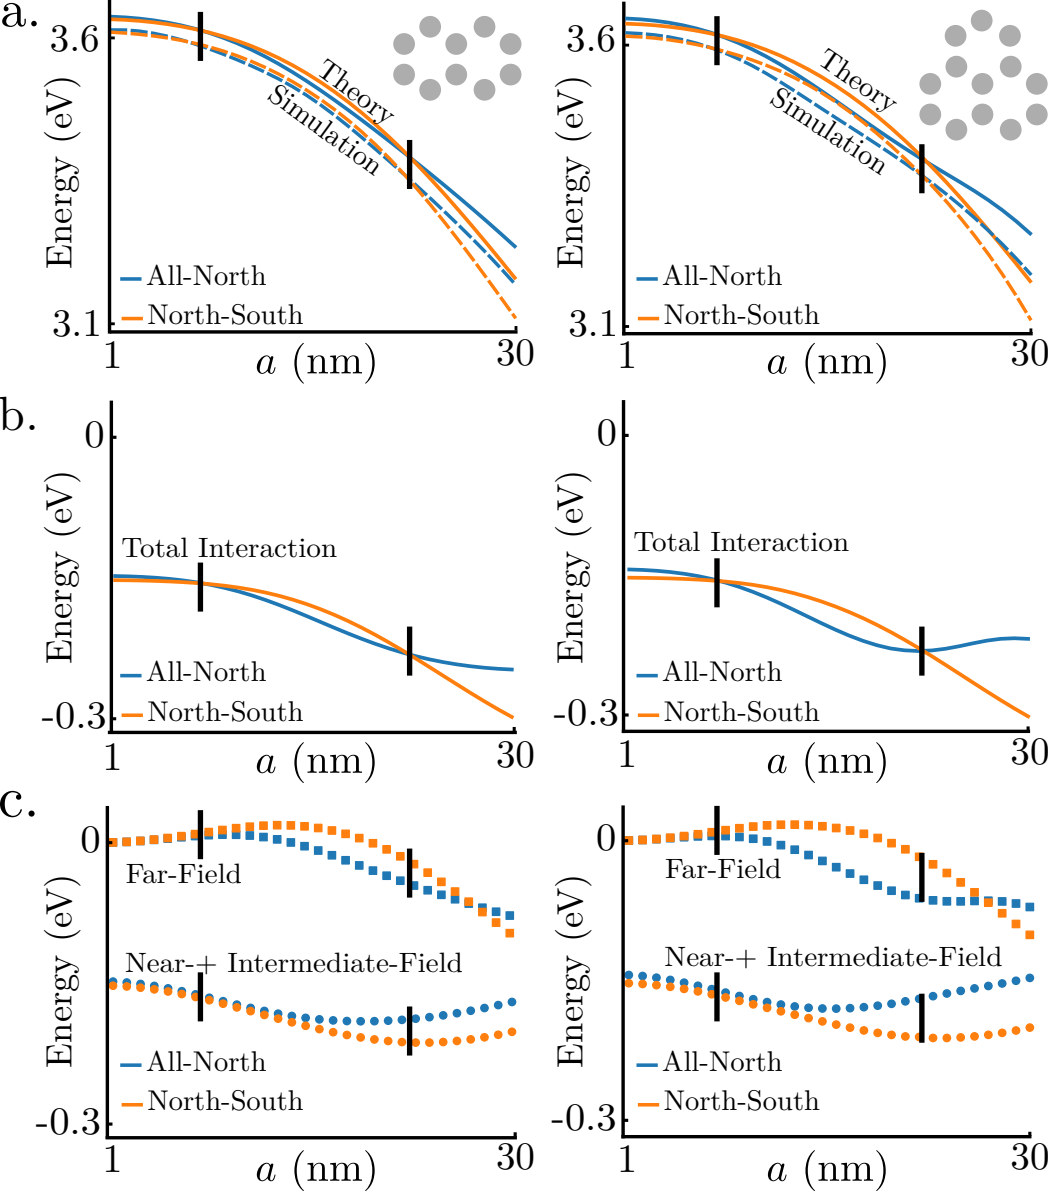 a.
Energy (eV)
3.6
3.1
Theory
Simulation
All-North
North-South
1
a (nm)
30
Energy (eV)
3.6
3.1
Theory
Simulation
All-North
North-South
1
a (nm)
30
b.
Energy (eV)
0
-0.3
Total Interaction
All-North
North-South
1
a (nm)
30
Energy (eV)
0
-0.3
Total Interaction
All-North
North-South
1
a (nm)
30
c.
Energy (eV)
0
-0.3
Far-Field
Near-+ Intermediate-Field
All-North
North-South
1
a (nm)
30
Energy (eV)
0
-0.3
Far-Field
Near-+ Intermediate-Field
All-North
North-South
1
a (nm)
30